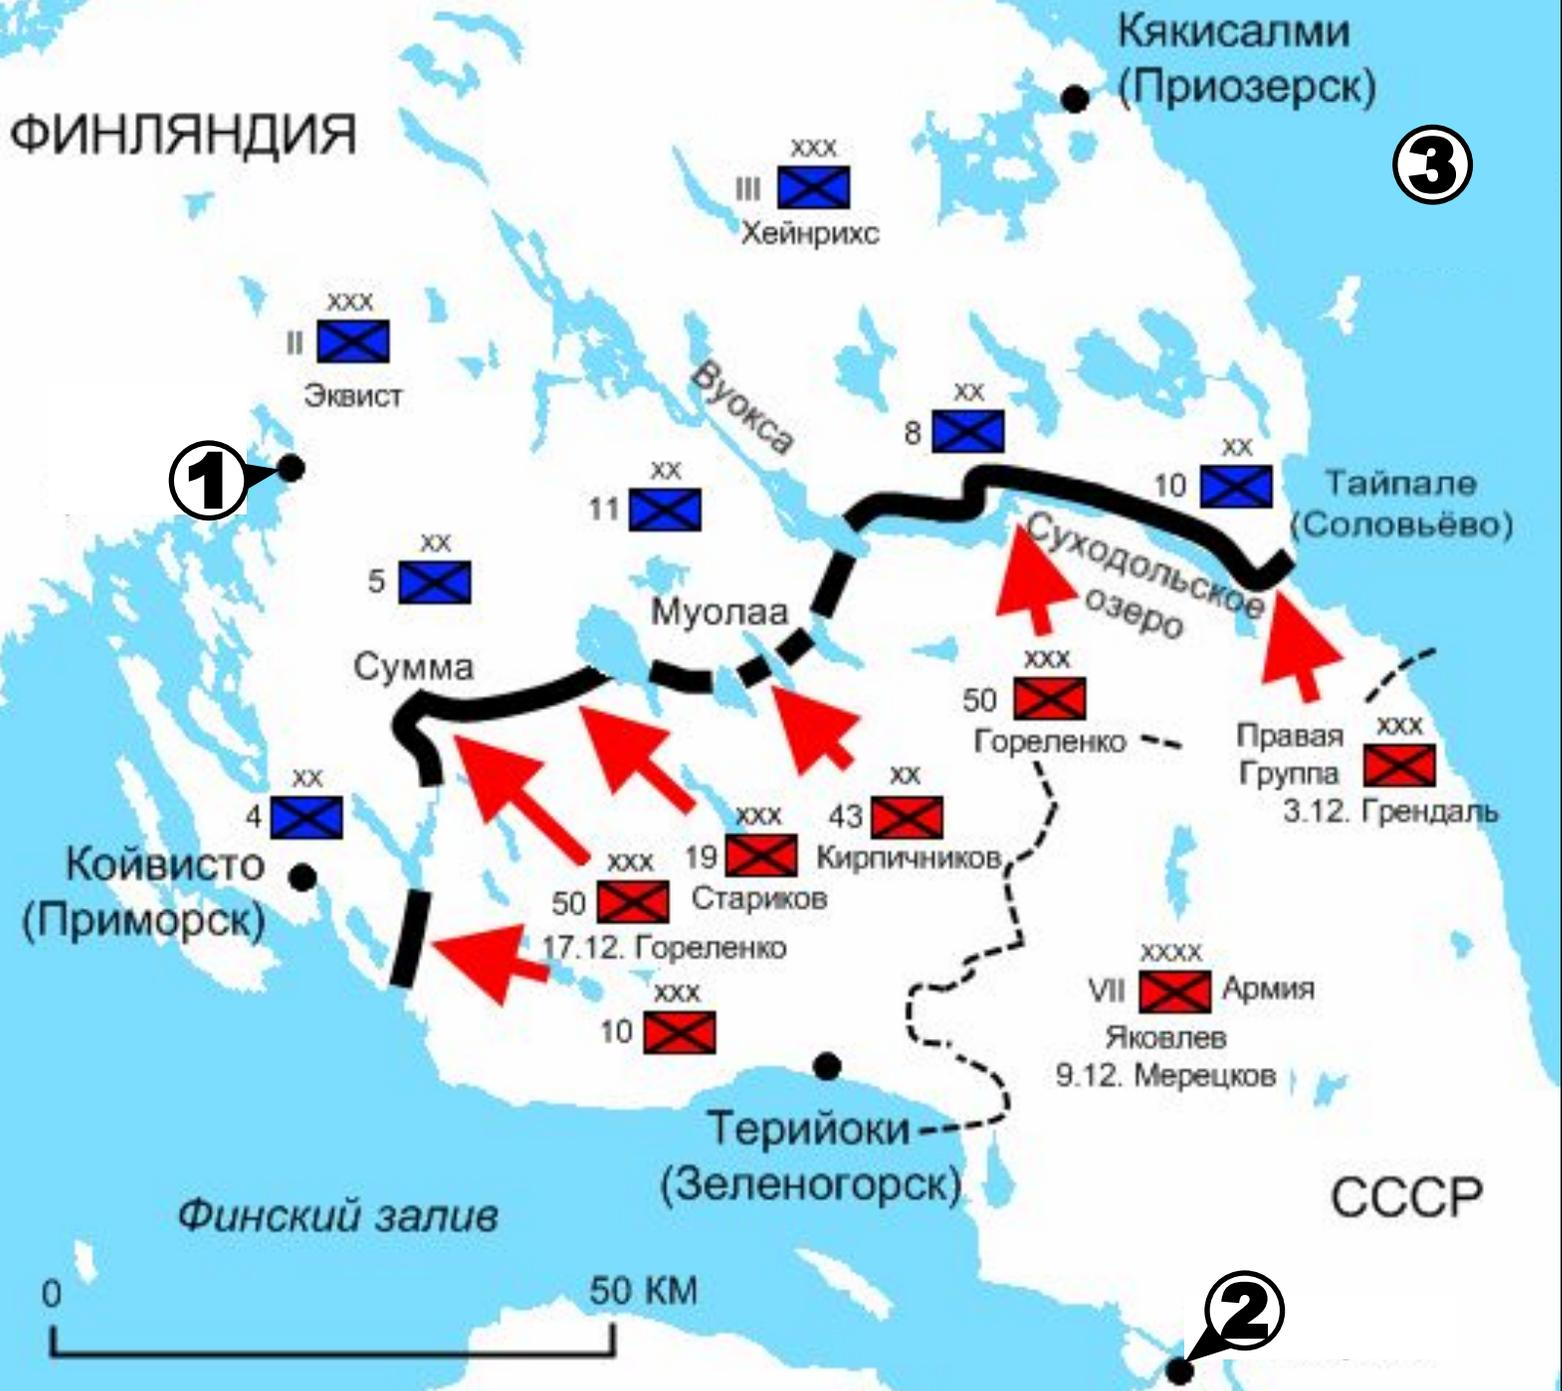 Кякисалми
(Приозерск)
ФИНЛЯНДИЯ
3
XXX
III
Хейнрихс
XXX
II
Эквист
Вуокса
XX
8
XX
10
Тайпале
(Соловьёво)
1
XX
11
XX
5
Суходольское
озеро
Муолаа
Сумма
XXX
50
Гореленко
Правая
Группа
XXX
3.12. Грендаль
XX
4
Койвисто
(Приморск)
XX
43
Кирпичников
XXX
19
Стариков
XXX
50
17.12. Гореленко
XXX
10
XXXX
VII
Армия
Яковлев
9.12. Мерецков
Терийоки
(Зеленогорск)
СССР
Финский залив
0
50 КМ
2